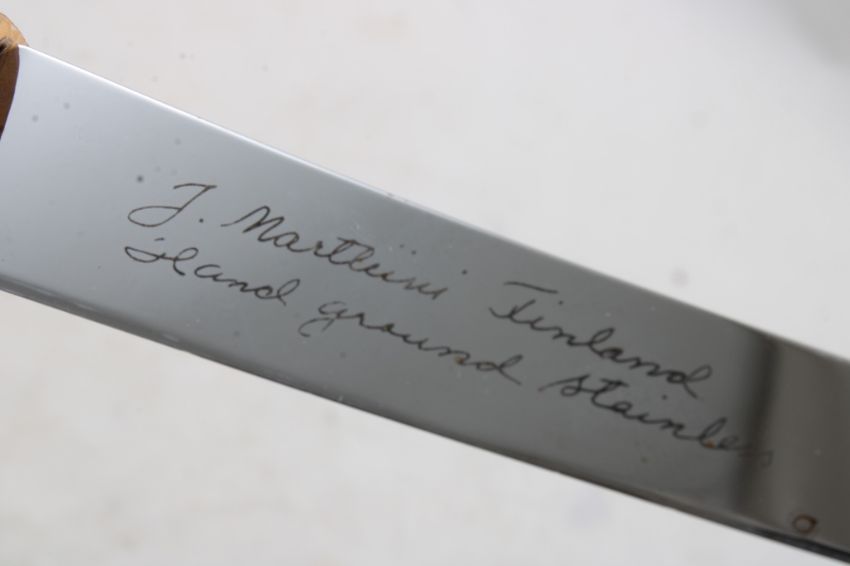 J. Marttiini Finland
Hand ground stainless